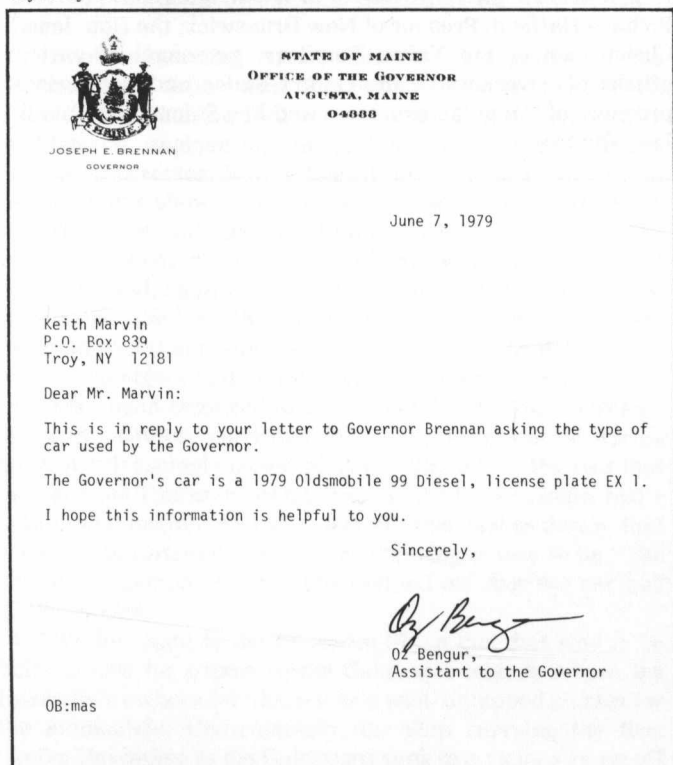 STATE OF MAINE
OFFICE OF THE GOVERNOR
AUGUSTA, MAINE
04333
MAINE
JOSEPH E. BRENNAN
GOVERNOR
June 7, 1979
Keith Marvin
P.O. Box 839
Troy, NY 12181
Dear Mr. Marvin:
This is in reply to your letter to Governor Brennan asking the type of
car used by the Governor.
The Governor's car is a 1979 Oldsmobile 99 Diesel, license plate EX 1.
I hope this information is helpful to you.
Sincerely,
Oz Bengur
Oz Bengur,
Assistant to the Governor
OB:mas